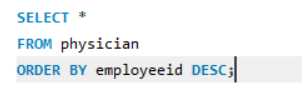 SELECT *
FROM physician
ORDER BY employeeid DESC;